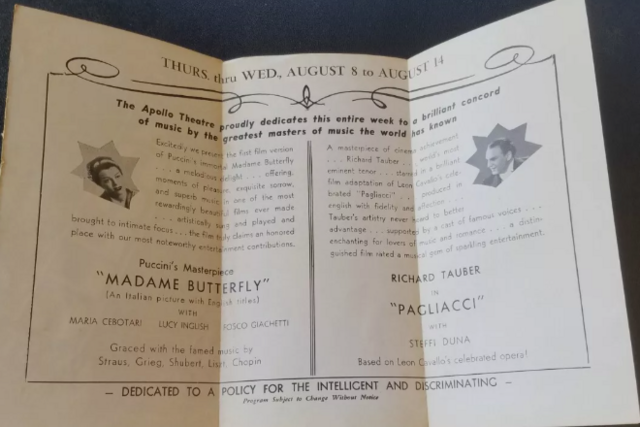 THURS. thru WED., AUGUST 8 to AUGUST 14
The Apollo Theatre proudly dedicates this entire week to a brilliant concord
of music by the greatest masters of music the world has known
Excitedly we present the first film version
of Puccini's immortal Madame Butterfly
. . . a melodious delight . . . offering,
moments of pleasure, exquisite sorrow,
and superb music in one of the most
rewardingly beautiful films ever made
. . . artistically sung and played and
brought to intimate focus . . . the film truly claims an honored
place with our most noteworthy entertainment contributions.
Puccini's Masterpiece
"MADAME BUTTERFLY"
(An Italian picture with English titles)
WITH
MARIA CEBOTARI LUCY INGLISH FOSCO GIACHETTI
Graced with the famed music by
Straus, Grieg, Shubert, Liszt, Chopin
A masterpiece of cinema achievement
. . . Richard Tauber . . . world's most
eminent tenor . . . starred in a brilliant
film adaptation of Leon Cavallo's cele-
brated "Pagliacci" . . . produced in
english with fidelity and affection . . .
Tauber's artistry never heard to better
advantage . . . supported by a cast of famous voices . . .
enchanting for lovers of music and romance . . . a distin-
guished film rated a musical gem of sparkling entertainment.
RICHARD TAUBER
IN
"PAGLIACCI"
WITH
STEFFI DUNA
Based on Leon Cavallo's celebrated opera!
— DEDICATED TO A POLICY FOR THE INTELLIGENT AND DISCRIMINATING —
Program Subject to Change Without Notice